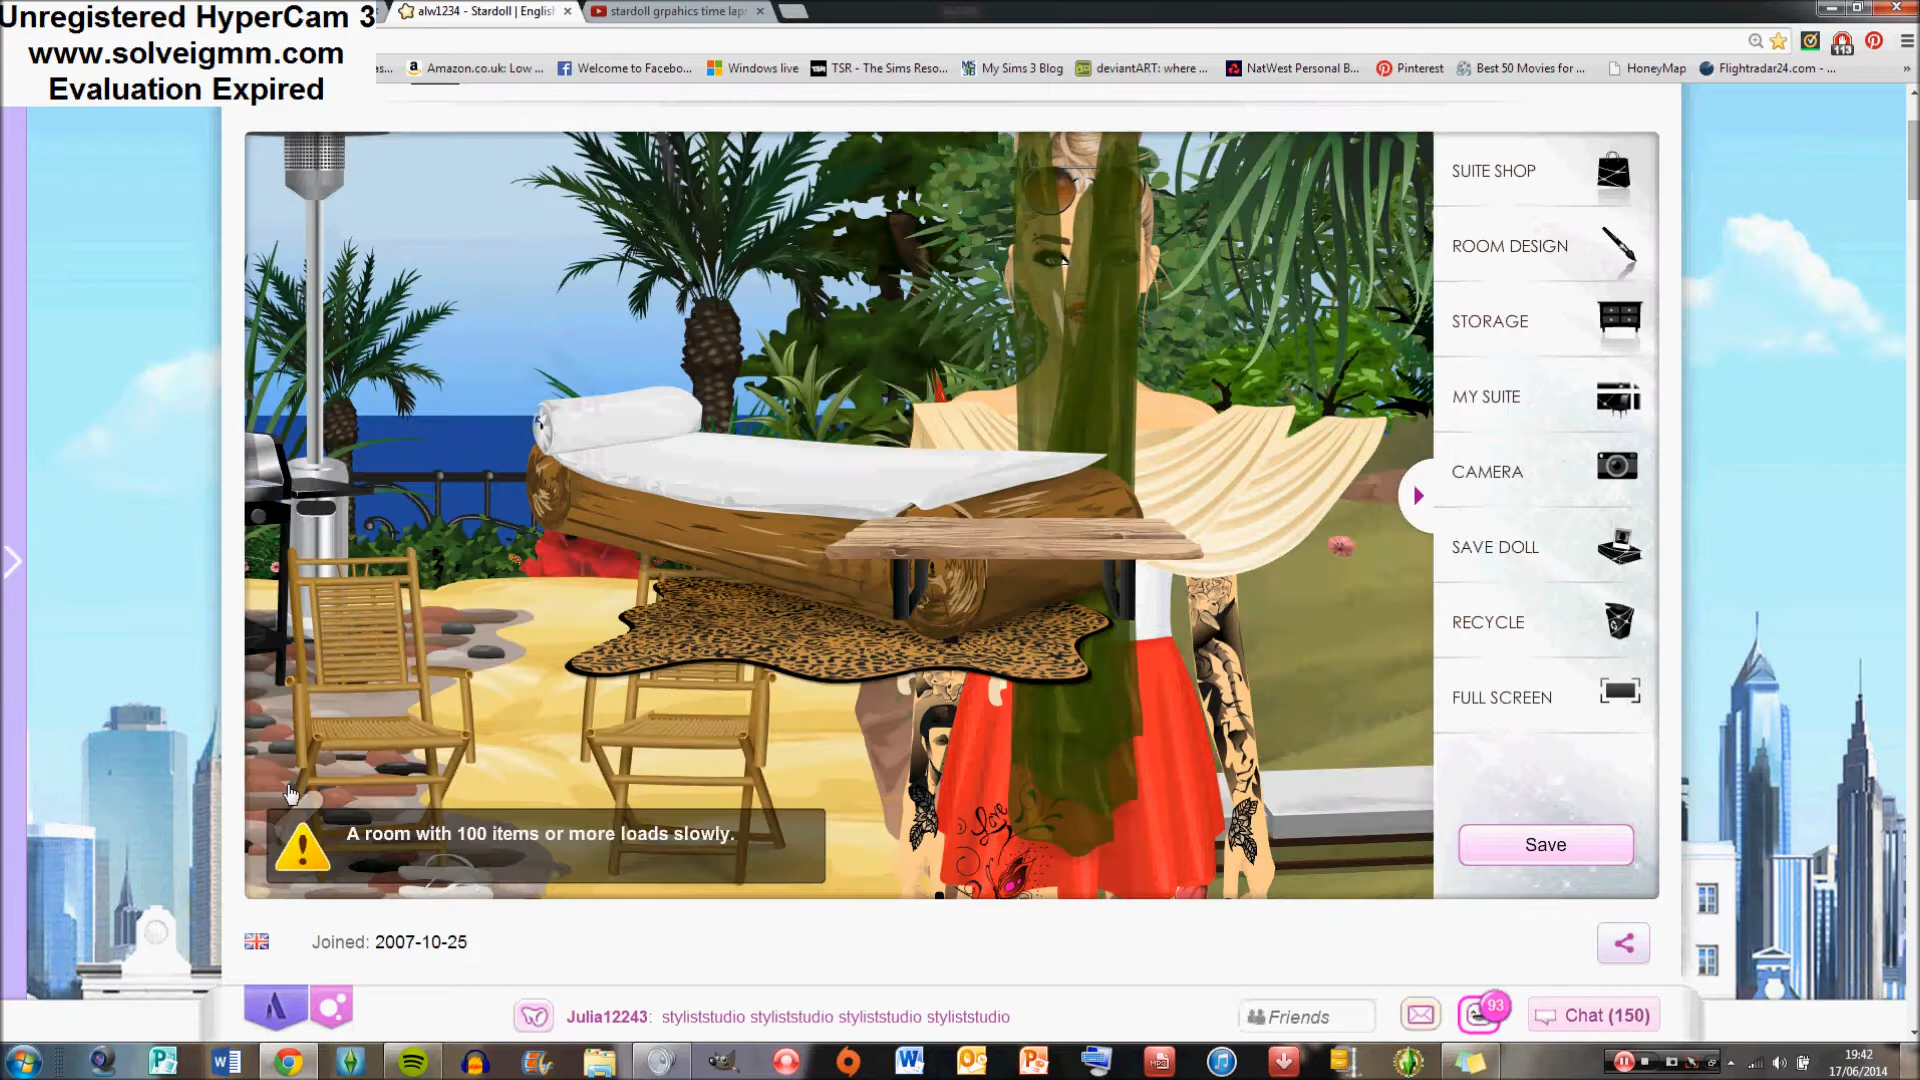 Unregistered HyperCam 3
www.solveigmm.com
Evaluation Expired
alw1234 - Stardoll | Englis
stardoll grpahics time laps
113
as...
Amazon.co.uk: Low ...
Welcome to Facebo...
Windows live
TSR - The Sims Reso...
My Sims 3 Blog
deviantART: where ...
NatWest Personal B...
Pinterest
Best 50 Movies for ...
HoneyMap
Flightradar24.com - ...
»
SUITE SHOP
ROOM DESIGN
STORAGE
MY SUITE
CAMERA
SAVE DOLL
RECYCLE
FULL SCREEN
Save
love
A room with 100 items or more loads slowly.
Joined: 2007-10-25
Julia12243: styliststudio styliststudio styliststudio styliststudio
Friends
93
Chat (150)
19:42
17/06/2014